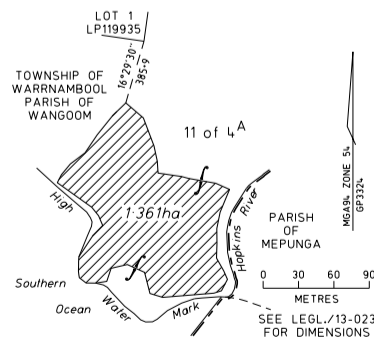 LOT 1
LP119935
16°29'30"
385·9
TOWNSHIP OF
WARRNAMBOOL
PARISH OF
WANGOOM
11 of 4A
MGA94 ZONE 54
GP3324
High
1·361ha
Hopkins River
PARISH OF
MEPUNGA
Southern
Ocean
Water
Mark
0 30 60 90
METRES
SEE LEGL./13-023
FOR DIMENSIONS